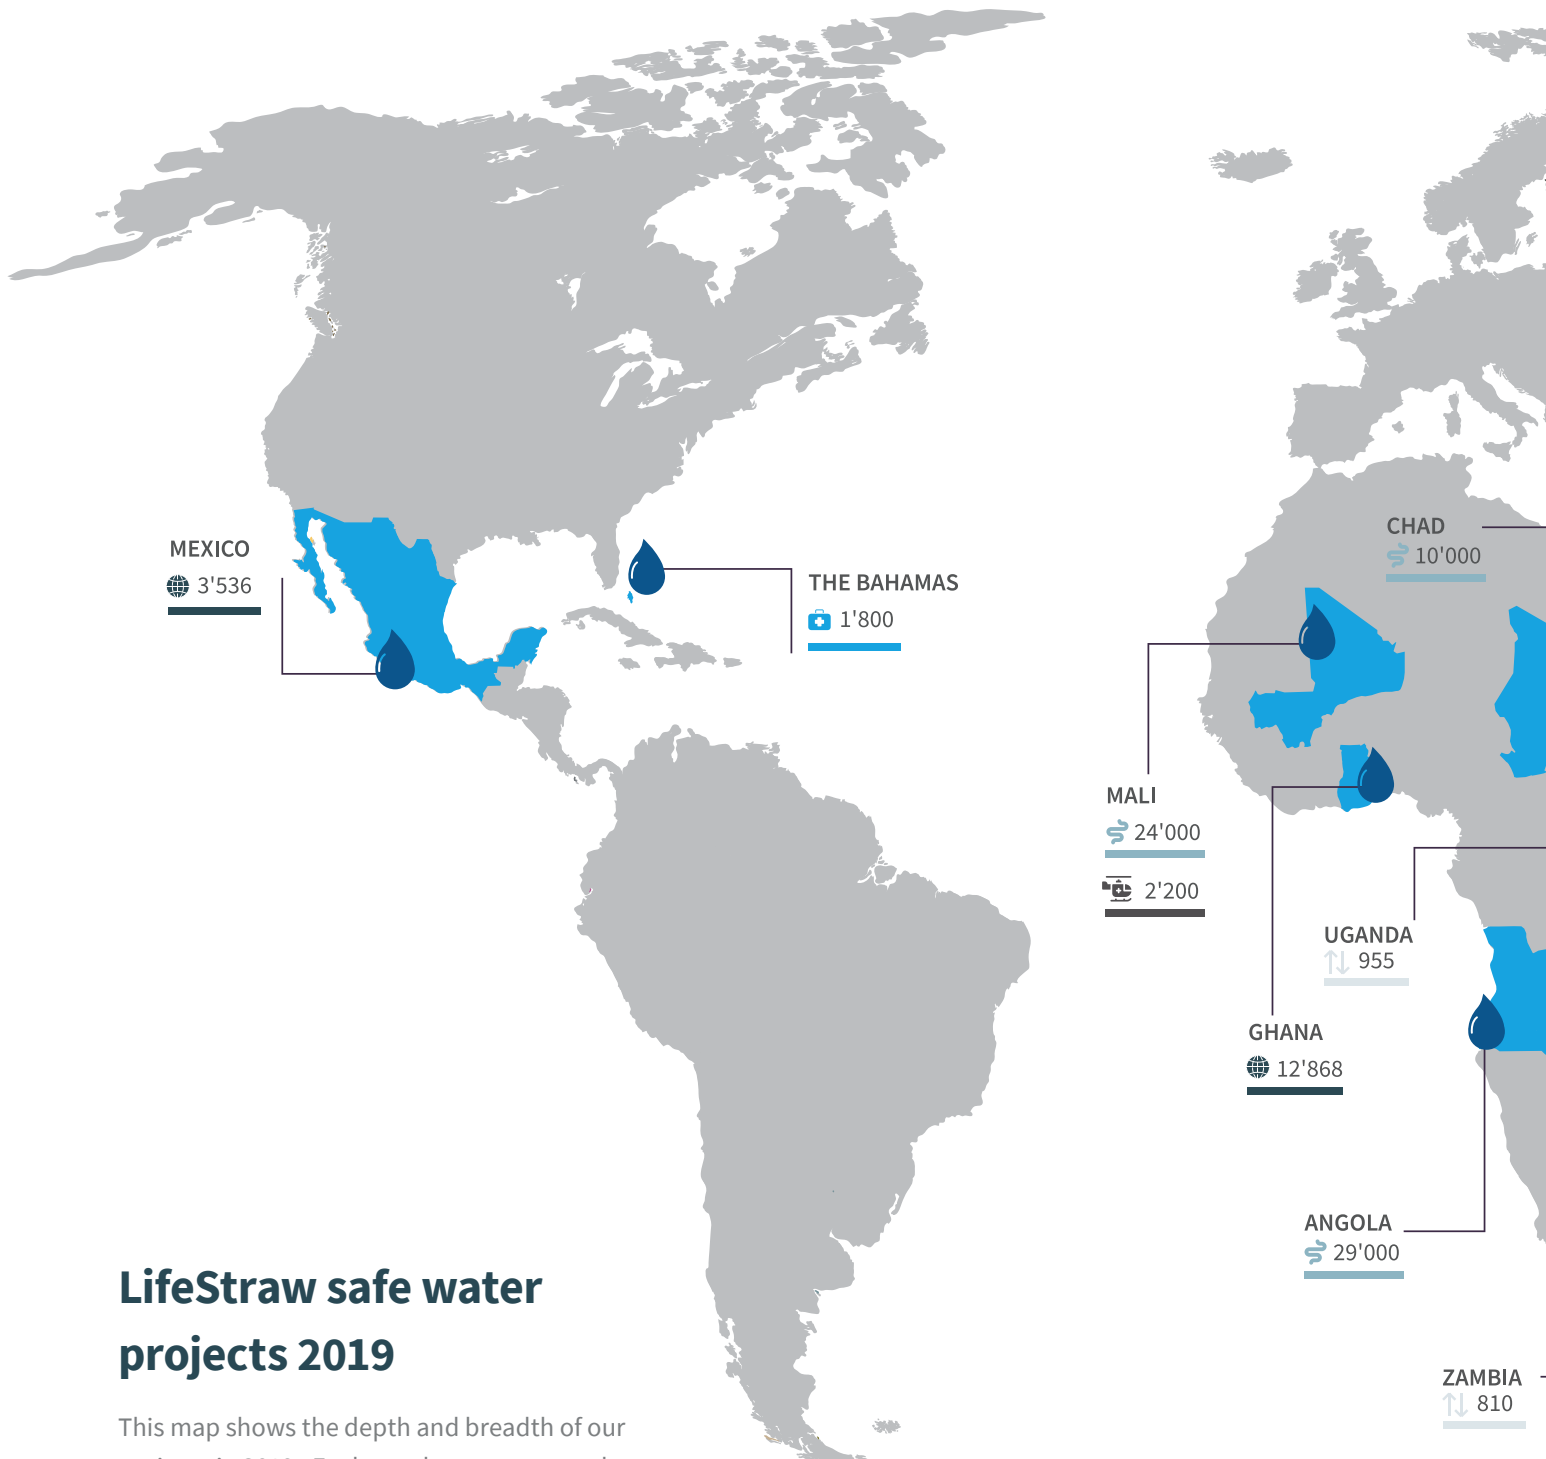 MEXICO
3'536
THE BAHAMAS
1'800
CHAD
10'000
MALI
24'000
2'200
UGANDA
955
GHANA
12'868
ANGOLA
29'000
ZAMBIA
810
LifeStraw safe water
projects 2019
This map shows the depth and breadth of our